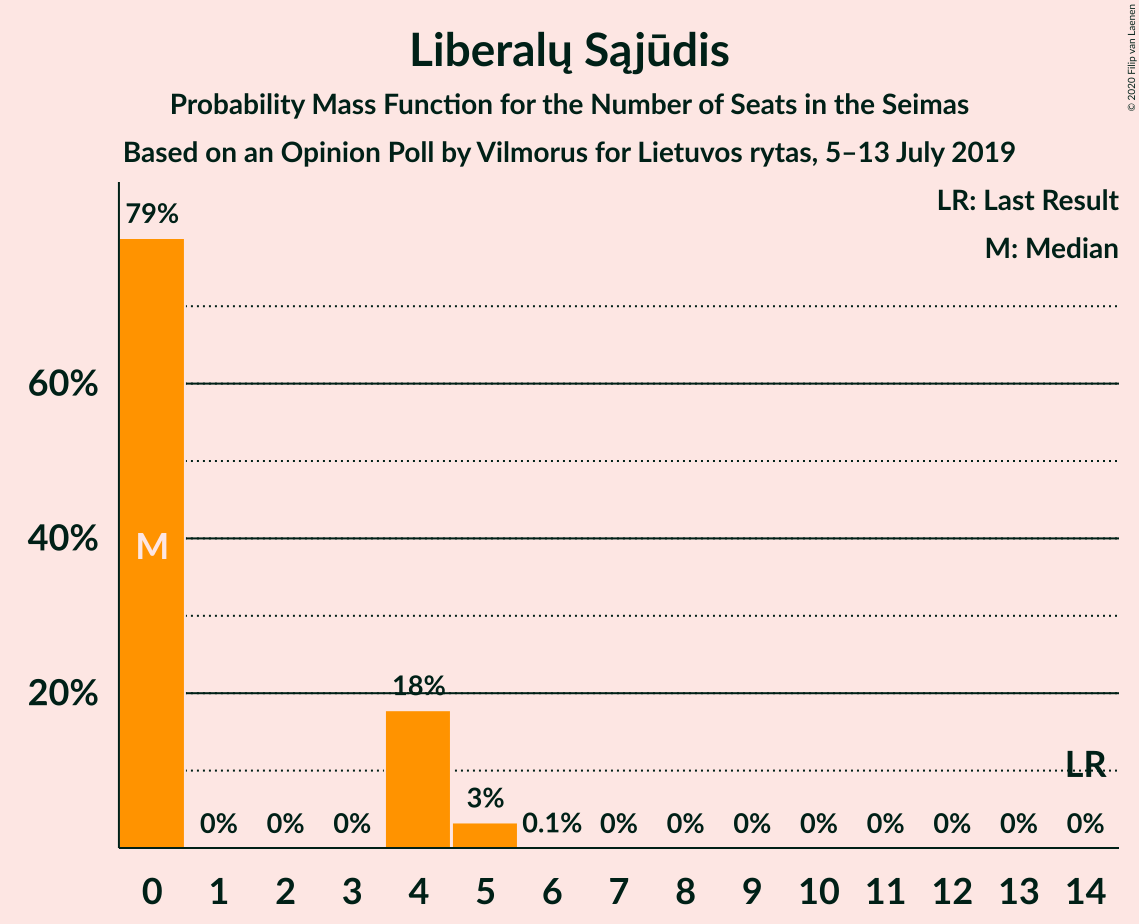 Liberalų Sąjūdis
Probability Mass Function for the Number of Seats in the Seimas
Based on an Opinion Poll by Vilmorus for Lietuvos rytas, 5–13 July 2019
© 2020 Filip van Laenen
LR: Last Result
M: Median
79%
60%
40%
M
20%
18%
LR
3%
0% 0% 0% 0.1% 0% 0% 0% 0% 0% 0% 0% 0%
0 1 2 3 4 5 6 7 8 9 10 11 12 13 14